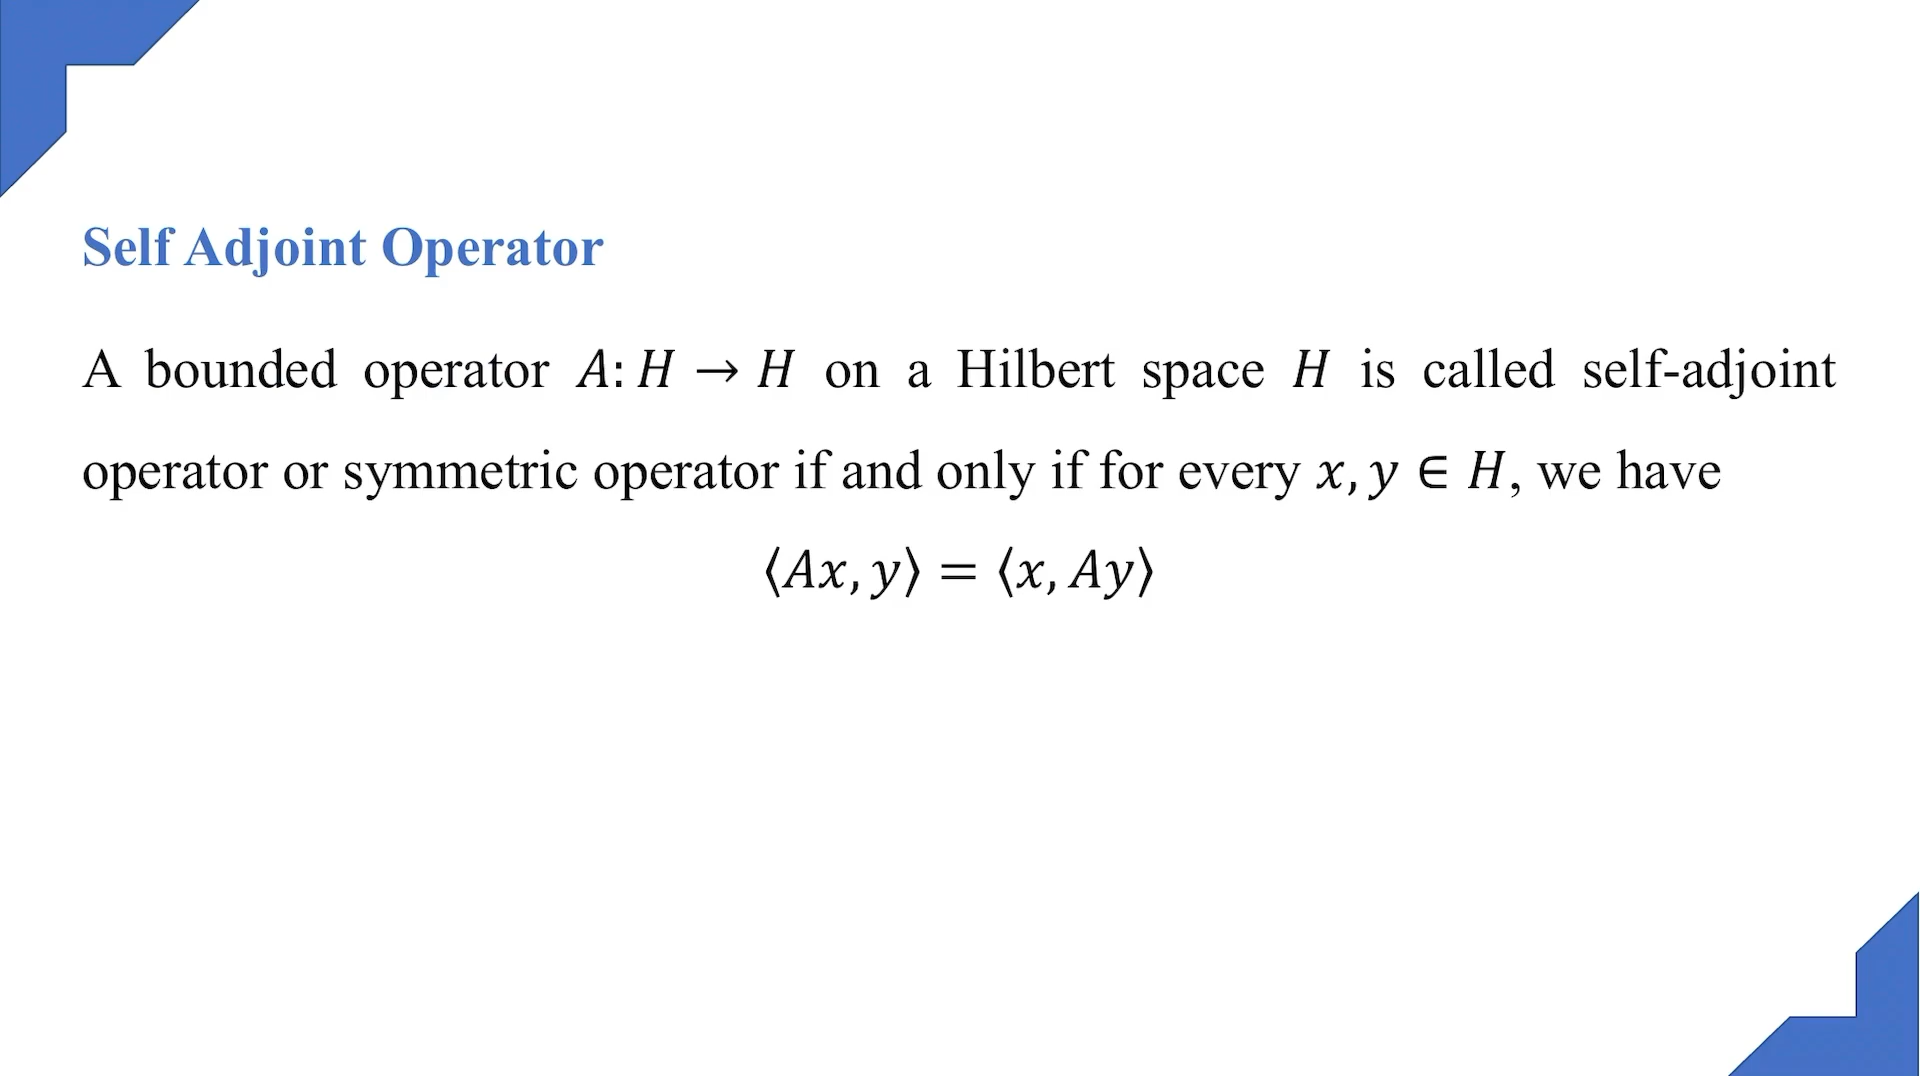 Self Adjoint Operator
A bounded operator A: H → H on a Hilbert space H is called self-adjoint
operator or symmetric operator if and only if for every x, y ∈ H, we have
⟨Ax, y⟩ = ⟨x, Ay⟩